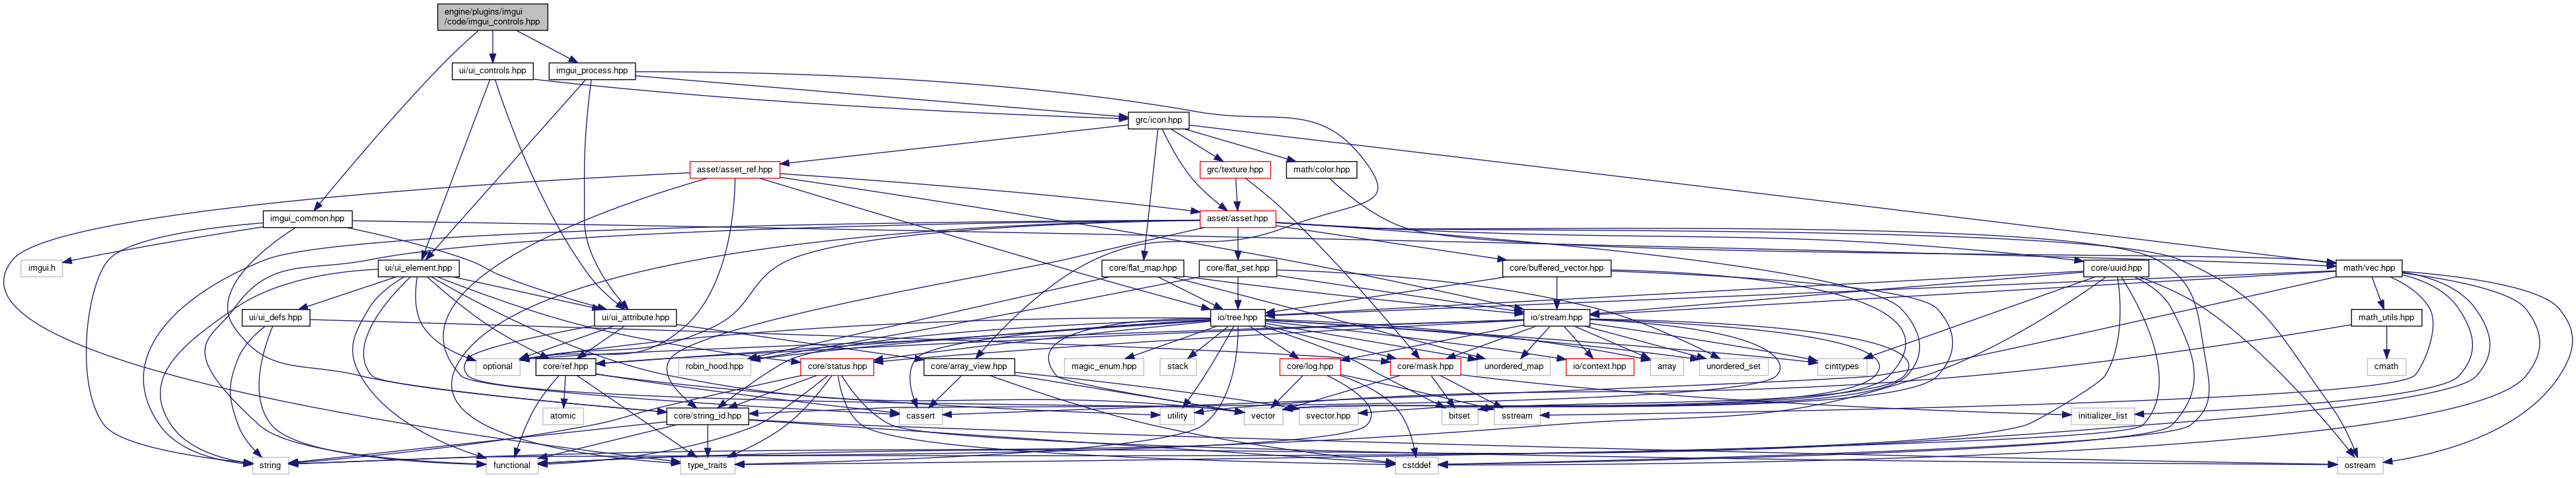 engine/plugins/imgui
/code/imgui_controls.hpp
ui/ui_controls.hpp
imgui_process.hpp
grc/icon.hpp
asset/asset_ref.hpp
grc/texture.hpp
math/color.hpp
imgui_common.hpp
asset/asset.hpp
imgui.h
ui/ui_element.hpp
core/flat_map.hpp
core/flat_set.hpp
core/buffered_vector.hpp
core/uuid.hpp
math/vec.hpp
ui/ui_defs.hpp
ui/ui_attribute.hpp
io/tree.hpp
io/stream.hpp
math_utils.hpp
optional
core/ref.hpp
robin_hood.hpp
core/status.hpp
core/array_view.hpp
magic_enum.hpp
stack
core/log.hpp
core/mask.hpp
unordered_map
io/context.hpp
array
unordered_set
cinttypes
cmath
atomic
core/string_id.hpp
cassert
utility
vector
svector.hpp
bitset
sstream
initializer_list
string
functional
type_traits
cstddef
ostream